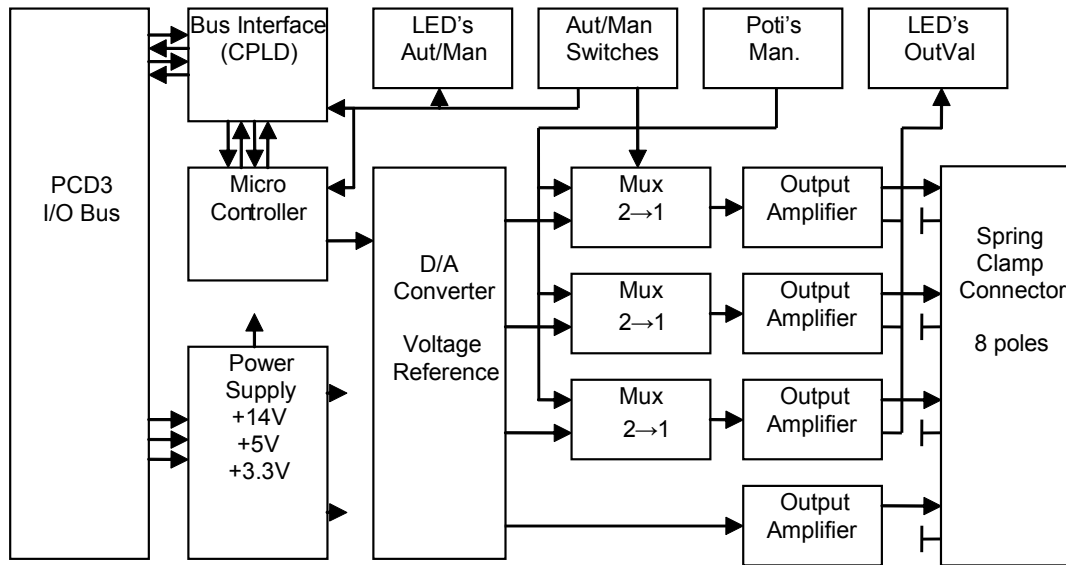 Bus Interface
(CPLD)
LED’s
Aut/Man
Aut/Man
Switches
Poti’s
Man.
LED’s
OutVal
PCD3
I/O Bus
Micro
Controller
Power
Supply
+14V
+5V
+3.3V
D/A
Converter
Voltage
Reference
Mux
2→1
Output
Amplifier
Mux
2→1
Output
Amplifier
Mux
2→1
Output
Amplifier
Output
Amplifier
Spring
Clamp
Connector
8 poles